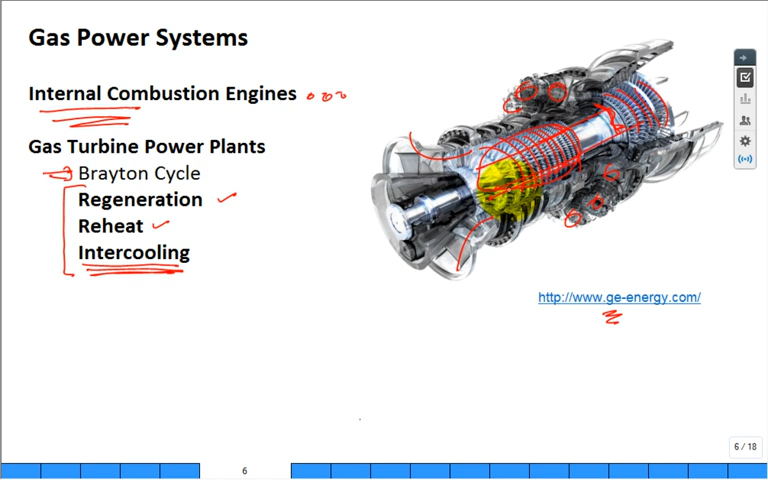 Gas Power Systems
Internal Combustion Engines
Gas Turbine Power Plants
Brayton Cycle
Regeneration
Reheat
Intercooling
http://www.ge-energy.com/
6 / 18
6